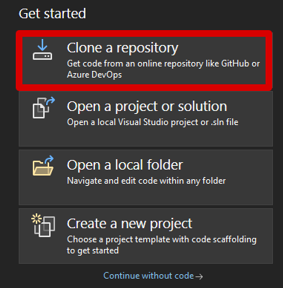 Get started
Clone a repository
Get code from an online repository like GitHub or
Azure DevOps
Open a project or solution
Open a local Visual Studio project or .sln file
Open a local folder
Navigate and edit code within any folder
Create a new project
Choose a project template with code scaffolding
to get started
Continue without code →